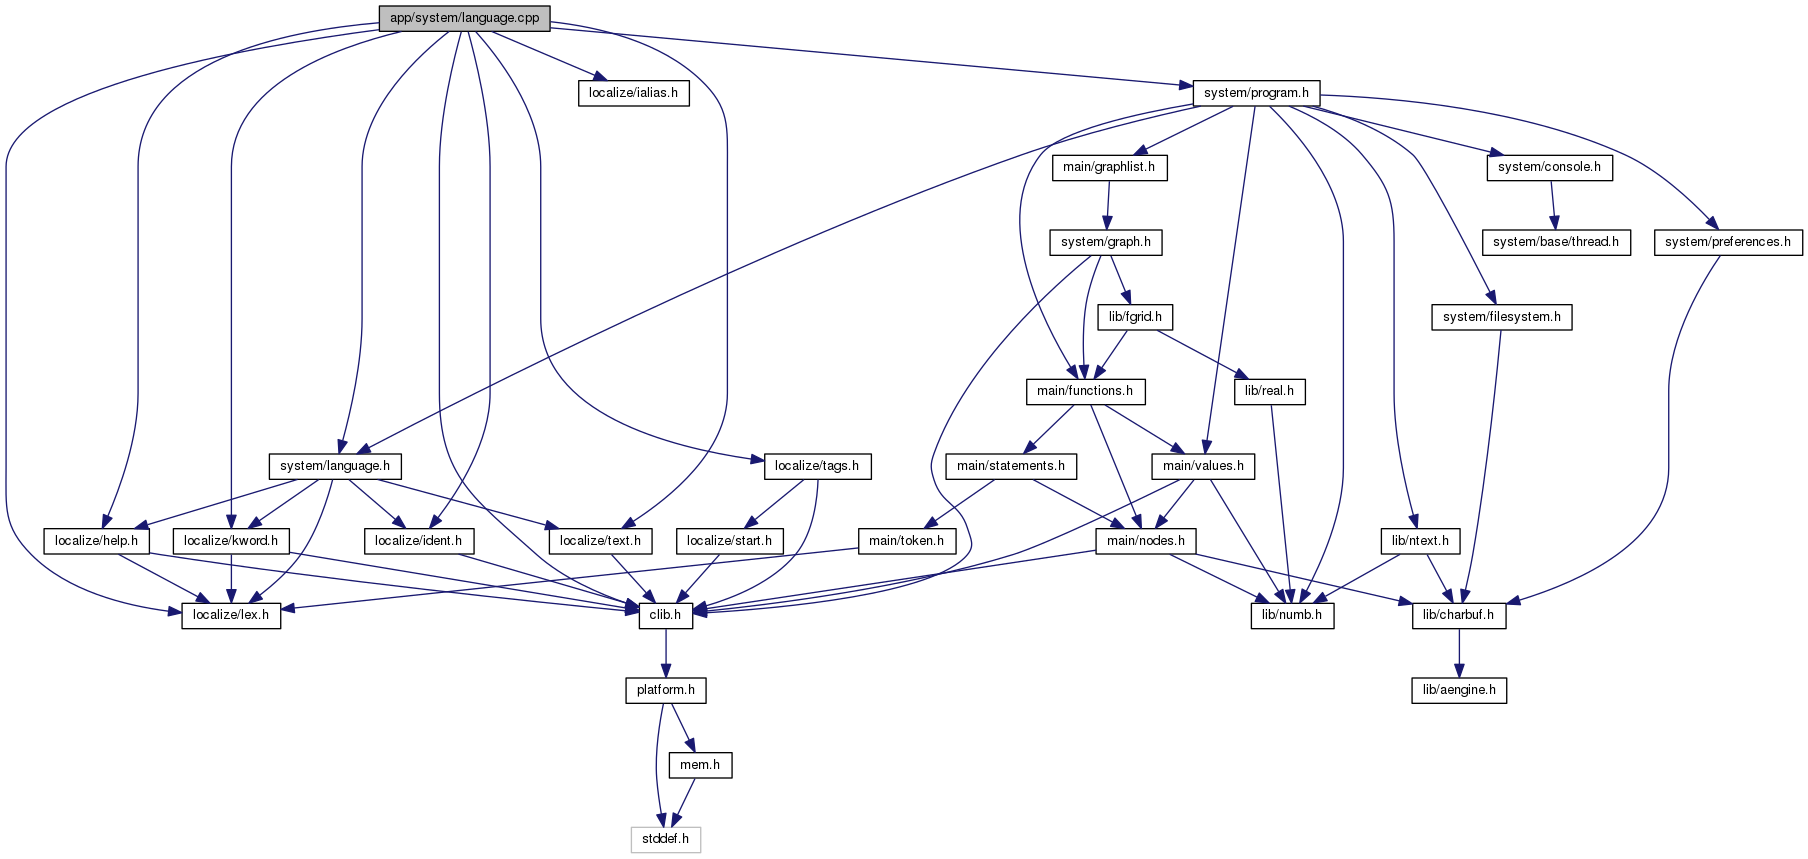 app/system/language.cpp
localize/ialias.h
system/program.h
main/graphlist.h
system/console.h
system/graph.h
system/base/thread.h
system/preferences.h
lib/fgrid.h
system/filesystem.h
main/functions.h
lib/real.h
system/language.h
localize/tags.h
main/statements.h
main/values.h
localize/help.h
localize/kword.h
localize/ident.h
localize/text.h
localize/start.h
main/token.h
main/nodes.h
lib/ntext.h
localize/lex.h
clib.h
lib/numb.h
lib/charbuf.h
platform.h
lib/aengine.h
mem.h
stddef.h